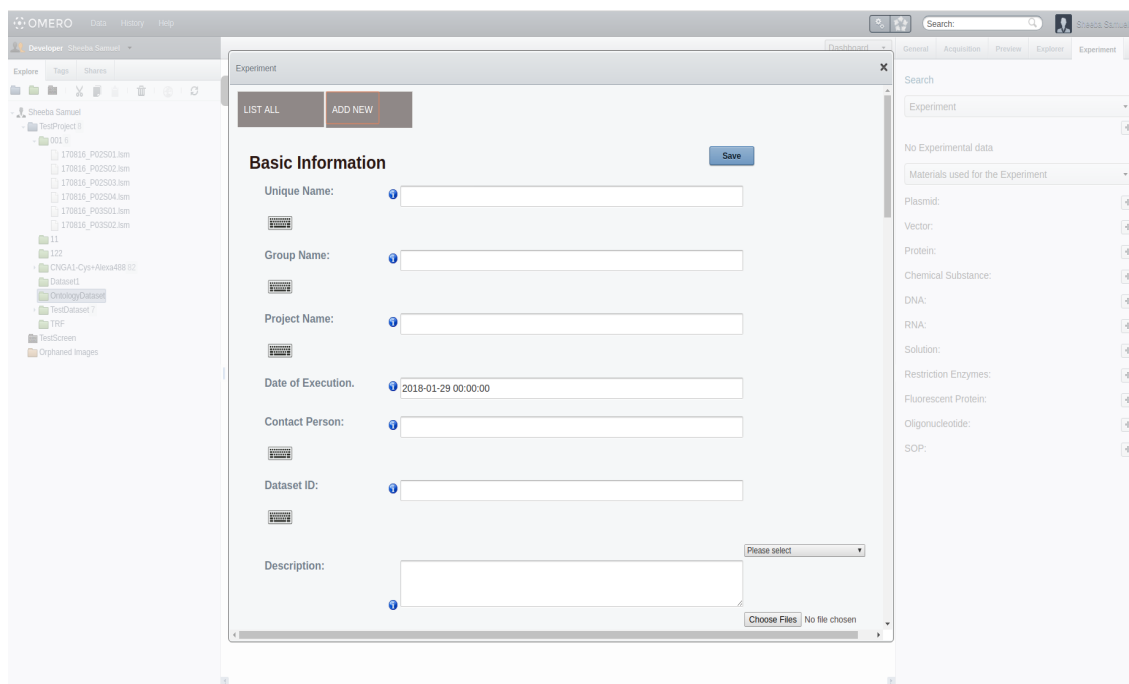 OMERO Data History Help
Search:
Sheeba Samuel
Developer Sheeba Samuel
Dashboard
General Acquisition Preview Explorer Experiment
Explore Tags Shares
Sheeba Samuel
TestProject 8
001 6
170816_P02S01.lsm
170816_P02S02.lsm
170816_P02S03.lsm
170816_P02S04.lsm
170816_P03S01.lsm
170816_P03S02.lsm
11
122
CNGA1-Cys+Alexa488 82
Dataset1
OntologyDataset
TestDataset 7
TRF
TestScreen
Orphaned Images
Experiment
LIST ALL
ADD NEW
Basic Information
Save
Unique Name:
Group Name:
Project Name:
Date of Execution.
2018-01-29 00:00:00
Contact Person:
Dataset ID:
Please select
Description:
Choose Files No file chosen
Search
Experiment
No Experimental data
Materials used for the Experiment
Plasmid:
Vector:
Protein:
Chemical Substance:
DNA:
RNA:
Solution:
Restriction Enzymes:
Fluorescent Protein:
Oligonucleotide:
SOP: